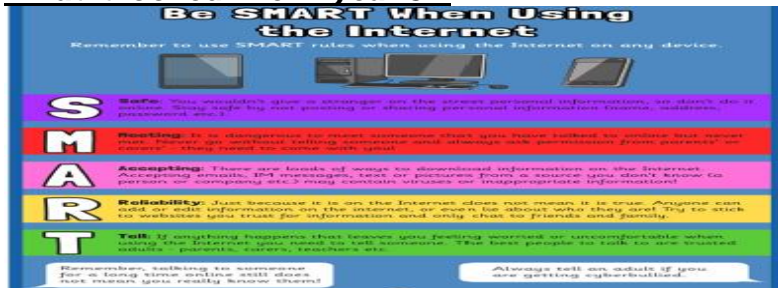 Be SMART When Using
the Internet
Remember to use SMART rules when using the Internet on any device.
S
Safe: You wouldn't give a stranger on the street personal information, so don't do it
online. Stay safe by not posting or sharing personal information (name, address,
password etc.)
M
Meeting: It is dangerous to meet someone that you have talked to online but never
met. Never go without telling someone and always ask permission from parents' or
carers' - they need to come with you!
A
Accepting: There are loads of ways to download information on the Internet.
Accepting emails, IM messages, text or pictures from a source you don't know (a
person or company etc.) may contain viruses or inappropriate information!
R
Reliability: Just because it is on the Internet does not mean it is true. Anyone can
add or edit information on the internet or lie about who they are! Try to stick
to websites you trust for information and only chat to friends and family.
T
Tell: If anything happens that leaves you feeling worried or uncomfortable when
using the Internet you need to tell someone. The best people to talk to are trusted
adults - parents, carers, teachers etc.
Remember, talking to someone
for a long time online still does
not mean you really know them!
Always tell an adult if you
are getting cyberbullied.